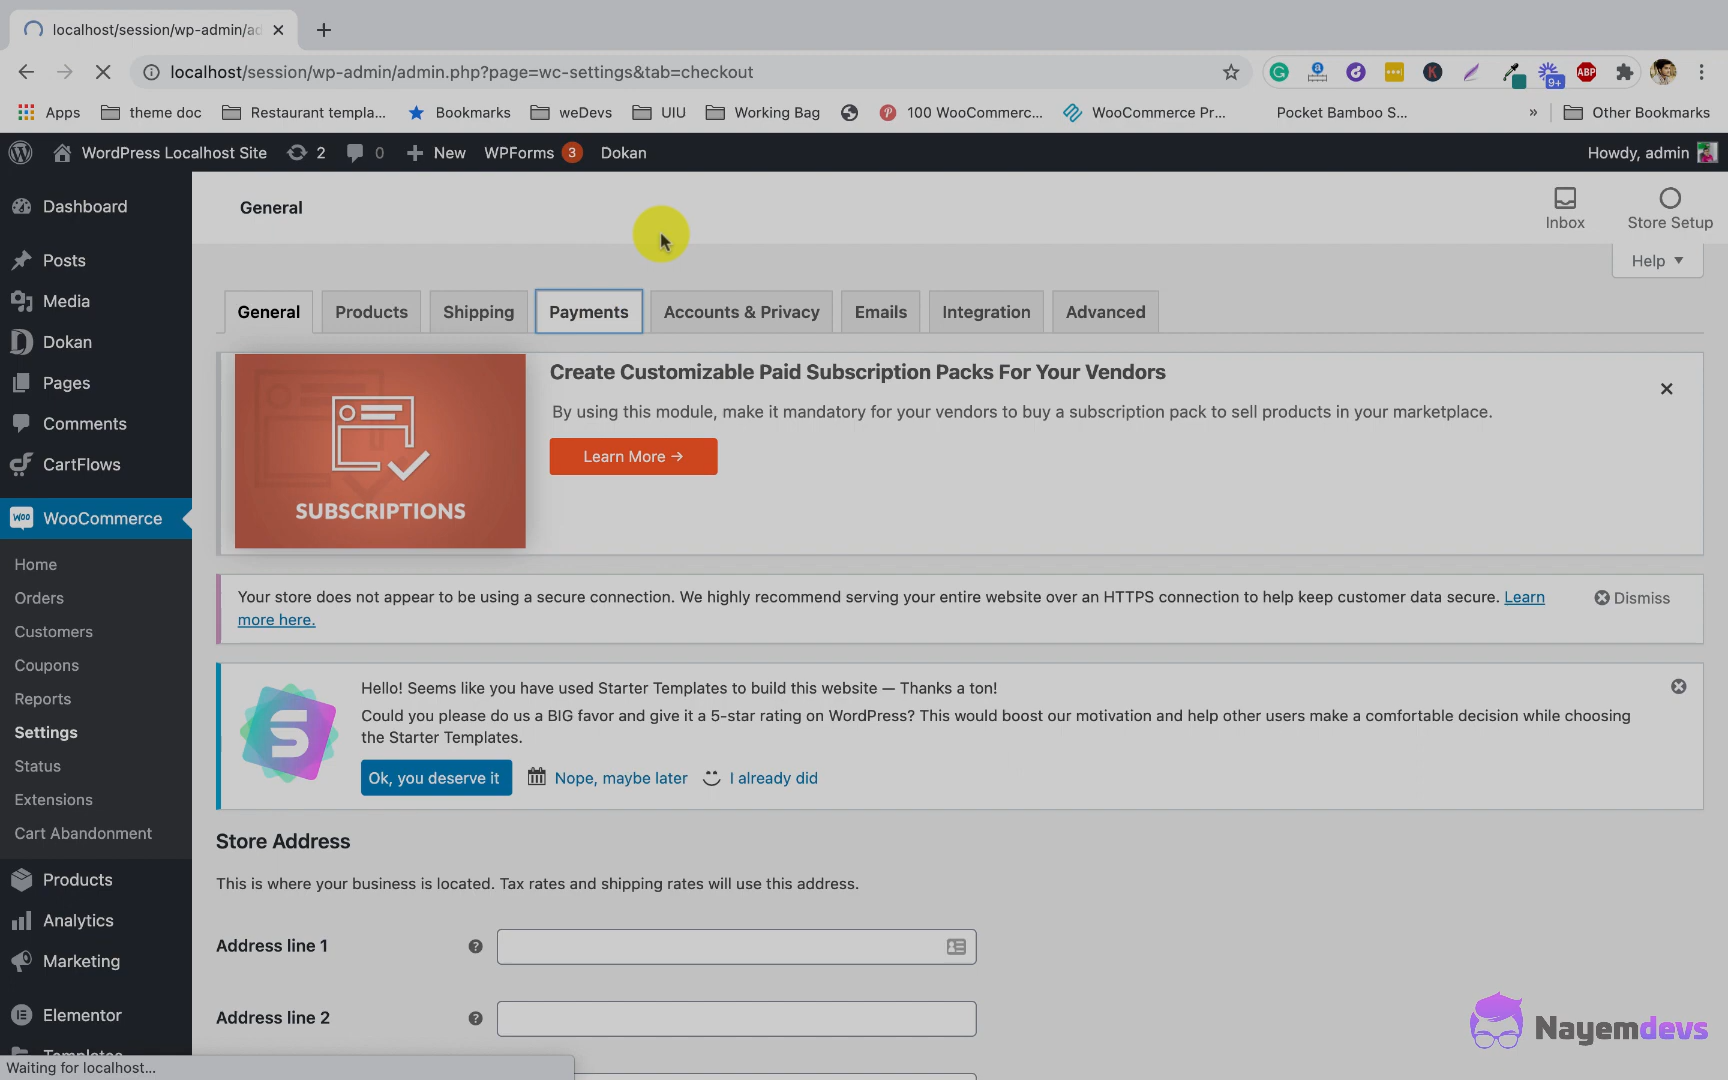 localhost/session/wp-admin/ad
localhost/session/wp-admin/admin.php?page=wc-settings&tab=checkout
9+
ABP
Apps
theme doc
Restaurant templa...
Bookmarks
weDevs
UIU
Working Bag
100 WooCommerc...
WooCommerce Pr...
Pocket Bamboo S...
»
Other Bookmarks
WordPress Localhost Site
2
0
New
WPForms 3
Dokan
Howdy, admin
Dashboard
Posts
Media
Dokan
Pages
Comments
CartFlows
WooCommerce
Home
Orders
Customers
Coupons
Reports
Settings
Status
Extensions
Cart Abandonment
Products
Analytics
Marketing
Elementor
General
Inbox
Store Setup
Help
General
Products
Shipping
Payments
Accounts & Privacy
Emails
Integration
Advanced
SUBSCRIPTIONS
Create Customizable Paid Subscription Packs For Your Vendors
By using this module, make it mandatory for your vendors to buy a subscription pack to sell products in your marketplace.
Learn More →
Your store does not appear to be using a secure connection. We highly recommend serving your entire website over an HTTPS connection to help keep customer data secure. Learn
more here.
Dismiss
Hello! Seems like you have used Starter Templates to build this website — Thanks a ton!
Could you please do us a BIG favor and give it a 5-star rating on WordPress? This would boost our motivation and help other users make a comfortable decision while choosing
the Starter Templates.
Ok, you deserve it
Nope, maybe later
I already did
Store Address
This is where your business is located. Tax rates and shipping rates will use this address.
Address line 1
Address line 2
Nayemdevs
Waiting for localhost...